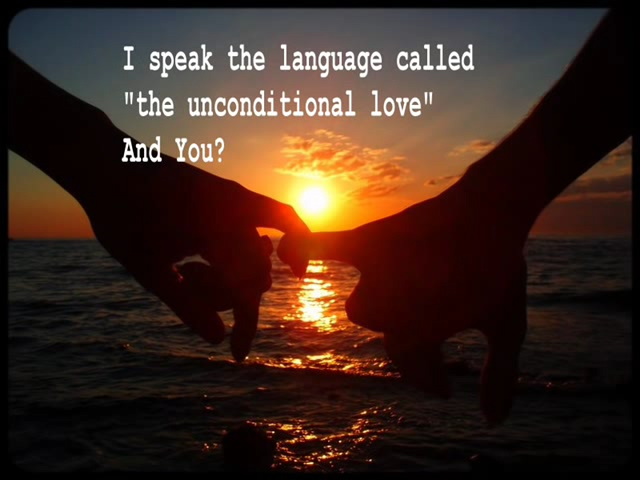 I speak the language called
"the unconditional love"
And You?